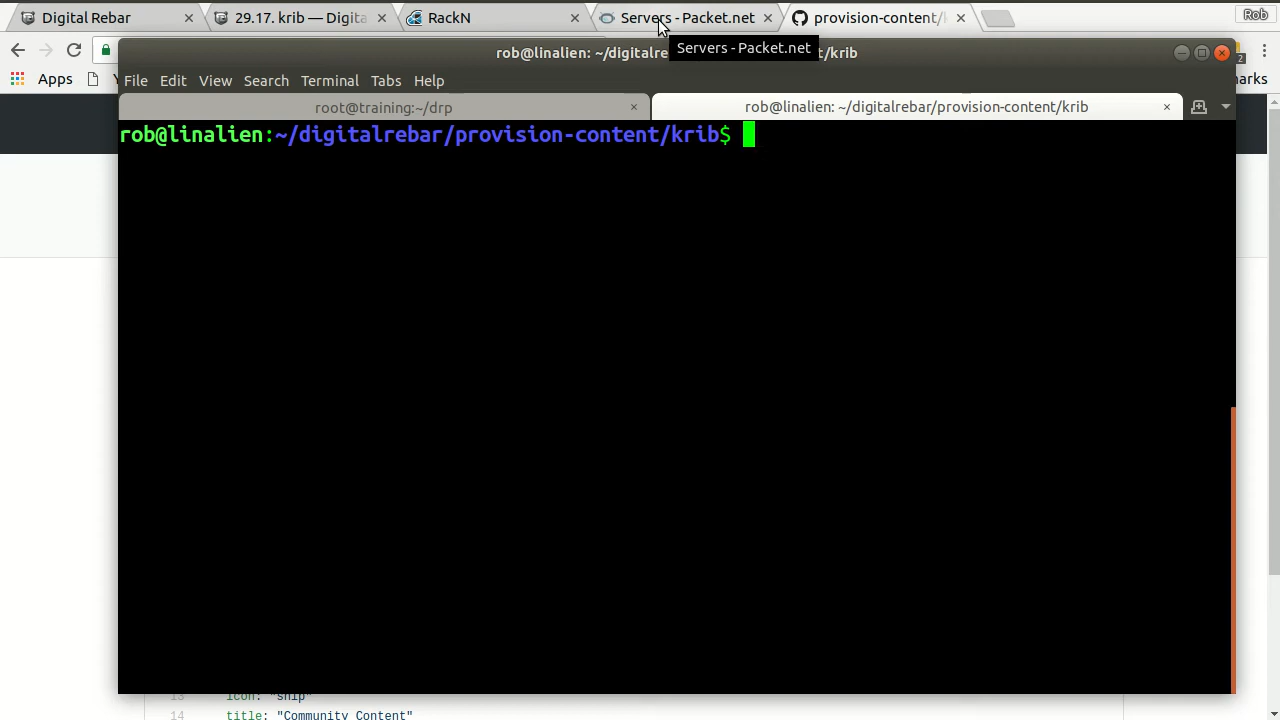 Digital Rebar
29.17. krib — Digita
RackN
Servers - Packet.net
provision-content/
Rob
rob@linalien: ~/digitalre
krib
Servers - Packet.net
2
Apps
Y
arks
File Edit View Search Terminal Tabs Help
root@training:~/drp
rob@linalien: ~/digitalrebar/provision-content/krib
rob@linalien:~/digitalrebar/provision-content/krib$
13 icon: "ship"
14 title: "Community Content"